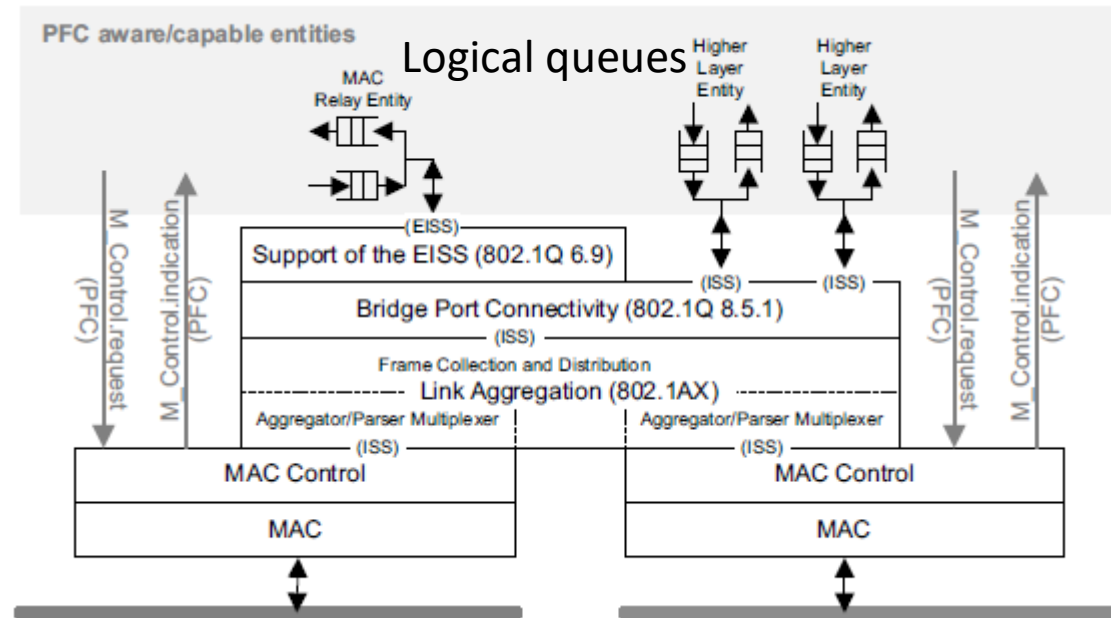 PFC aware/capable entities
Logical queues
MAC
Relay Entity
Higher
Layer
Entity
Higher
Layer
Entity
M_Control.request
(PFC)
M_Control.indication
(PFC)
(EISS)
Support of the EISS (802.1Q 6.9)
(ISS)
(ISS)
Bridge Port Connectivity (802.1Q 8.5.1)
(ISS)
Frame Collection and Distribution
Link Aggregation (802.1AX)
Aggregator/Parser Multiplexer
Aggregator/Parser Multiplexer
(ISS)
(ISS)
M_Control.request
(PFC)
M_Control.indication
(PFC)
MAC Control
MAC Control
MAC
MAC